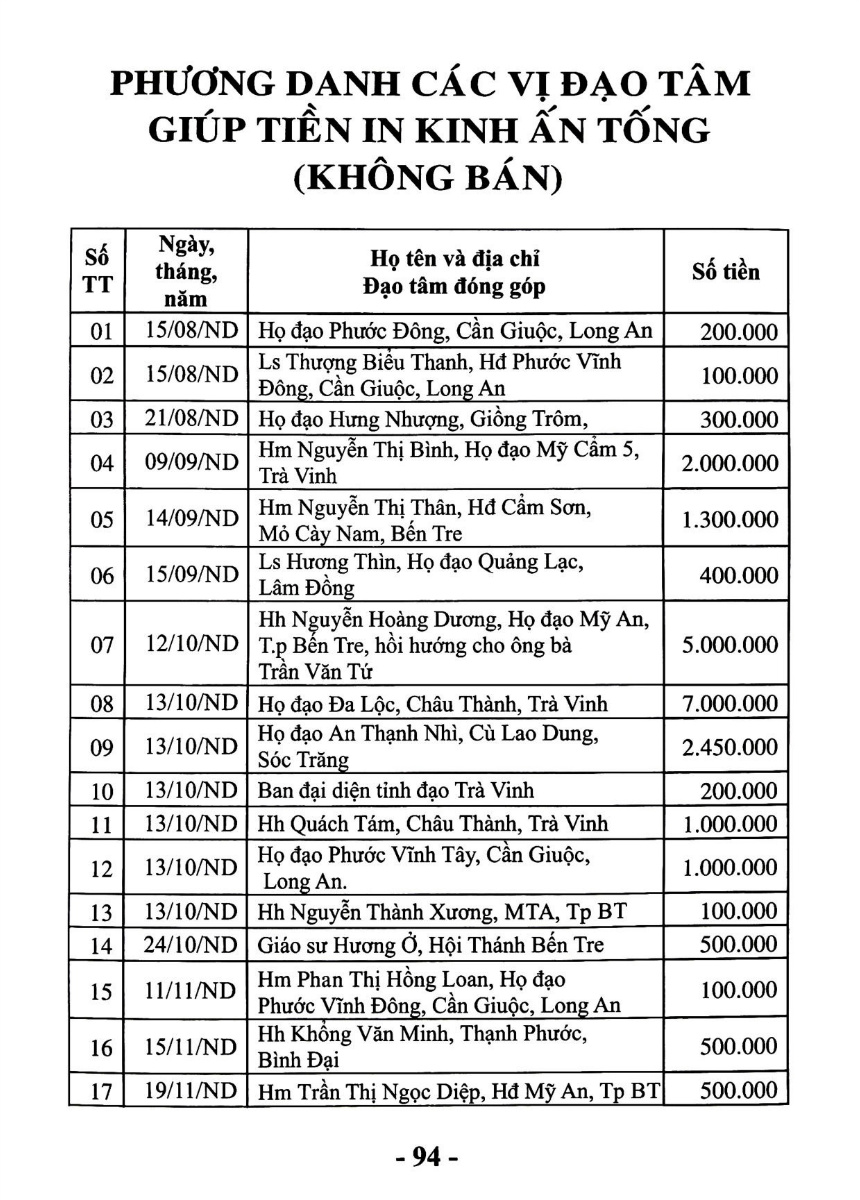 PHƯƠNG DANH CÁC VỊ ĐẠO TÂM
GIÚP TIỀN IN KINH ẤN TỐNG
(KHÔNG BÁN)
Số TT | Ngày, tháng, năm | Họ tên và địa chỉ Đạo tâm đóng góp | Số tiền
01 | 15/08/ND | Họ đạo Phước Đông, Cần Giuộc, Long An | 200.000
02 | 15/08/ND | Ls Thượng Biểu Thanh, Hđ Phước Vĩnh
Đông, Cần Giuộc, Long An | 100.000
03 | 21/08/ND | Họ đạo Hưng Nhượng, Giồng Trôm, | 300.000
04 | 09/09/ND | Hm Nguyễn Thị Bình, Họ đạo Mỹ Cẩm 5,
Trà Vinh | 2.000.000
05 | 14/09/ND | Hm Nguyễn Thị Thân, Hđ Cẩm Sơn,
Mỏ Cày Nam, Bến Tre | 1.300.000
06 | 15/09/ND | Ls Hương Thìn, Họ đạo Quảng Lạc,
Lâm Đồng | 400.000
07 | 12/10/ND | Hh Nguyễn Hoàng Dương, Họ đạo Mỹ An,
T.p Bến Tre, hồi hướng cho ông bà
Trần Văn Tứ | 5.000.000
08 | 13/10/ND | Họ đạo Đa Lộc, Châu Thành, Trà Vinh | 7.000.000
09 | 13/10/ND | Họ đạo An Thạnh Nhì, Cù Lao Dung,
Sóc Trăng | 2.450.000
10 | 13/10/ND | Ban đại diện tỉnh đạo Trà Vinh | 200.000
11 | 13/10/ND | Hh Quách Tám, Châu Thành, Trà Vinh | 1.000.000
12 | 13/10/ND | Họ đạo Phước Vĩnh Tây, Cần Giuộc,
Long An. | 1.000.000
13 | 13/10/ND | Hh Nguyễn Thành Xương, MTA, Tp BT | 100.000
14 | 24/10/ND | Giáo sư Hương Ở, Hội Thánh Bến Tre | 500.000
15 | 11/11/ND | Hm Phan Thị Hồng Loan, Họ đạo
Phước Vĩnh Đông, Cần Giuộc, Long An | 100.000
16 | 15/11/ND | Hh Khổng Văn Minh, Thạnh Phước,
Bình Đại | 500.000
17 | 19/11/ND | Hm Trần Thị Ngọc Diệp, Hđ Mỹ An, Tp BT | 500.000
- 94 -